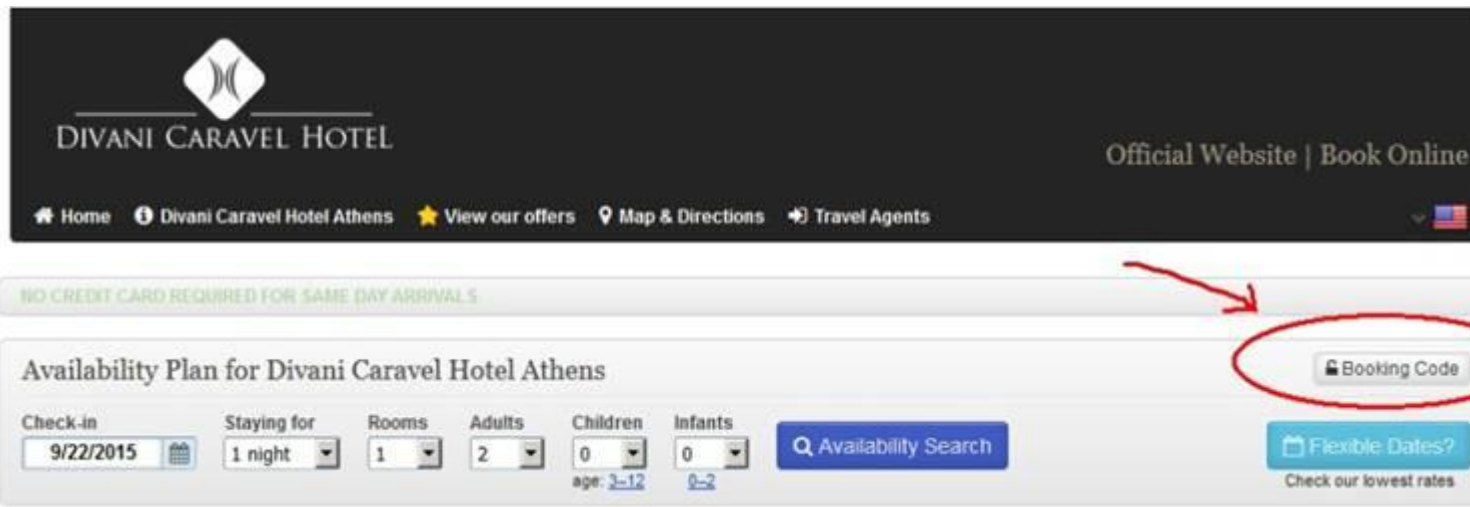 DIVANI CARAVEL HOTEL
Official Website | Book Online
Home Divani Caravel Hotel Athens View our offers Map & Directions Travel Agents
NO CREDIT CARD REQUIRED FOR SAME DAY ARRIVALS
Availability Plan for Divani Caravel Hotel Athens
Booking Code
Check-in Staying for Rooms Adults Children Infants
9/22/2015 1 night 1 2 0 0 Availability Search Flexible Dates?
age: 3–12 0–2 Check our lowest rates